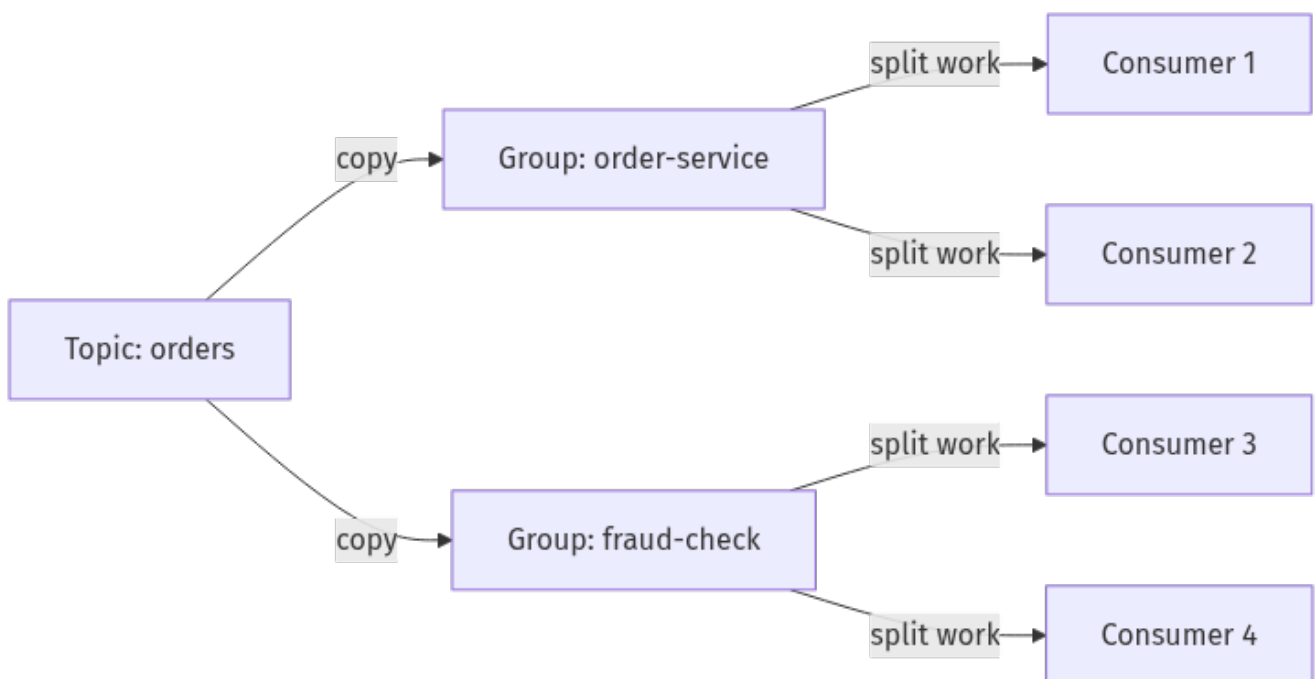 split work
Consumer 1
copy
Group: order-service
split work
Consumer 2
Topic: orders
split work
Consumer 3
copy
Group: fraud-check
split work
Consumer 4